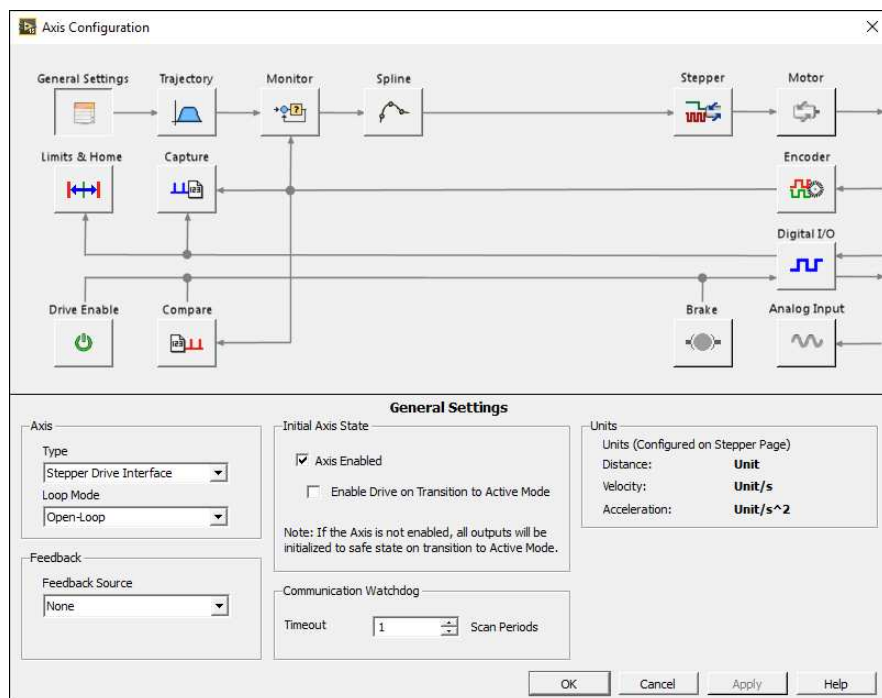 Axis Configuration
General Settings
Trajectory
Monitor
Spline
Stepper
Motor
Limits & Home
Capture
Encoder
Digital I/O
Drive Enable
Compare
Brake
Analog Input
General Settings
Axis
Type
Stepper Drive Interface
Loop Mode
Open-Loop
Feedback
Feedback Source
None
Initial Axis State
Axis Enabled
Enable Drive on Transition to Active Mode
Note: If the Axis is not enabled, all outputs will be
initialized to safe state on transition to Active Mode.
Communication Watchdog
Timeout 1 Scan Periods
Units
Units (Configured on Stepper Page)
Distance: Unit
Velocity: Unit/s
Acceleration: Unit/s^2
OK Cancel Apply Help